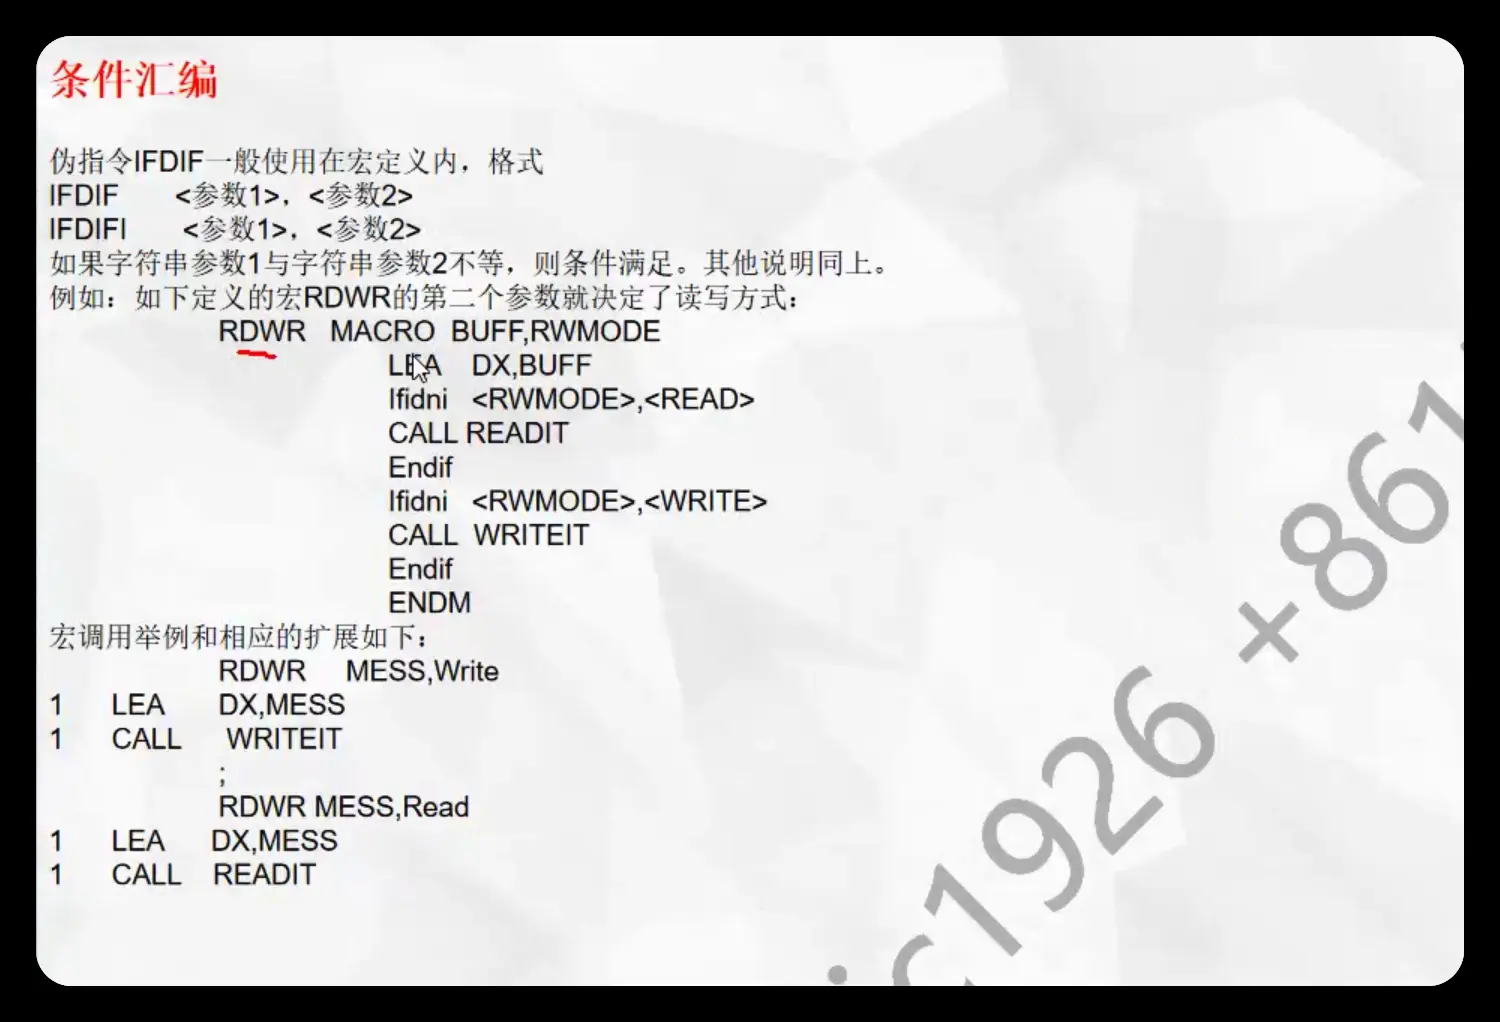 条件汇编
伪指令IFDIF一般使用在宏定义内，格式
IFDIF <参数1>，<参数2>
IFDIFI <参数1>，<参数2>
如果字符串参数1与字符串参数2不等，则条件满足。其他说明同上。
例如：如下定义的宏RDWR的第二个参数就决定了读写方式：
RDWR MACRO BUFF,RWMODE
LEA DX,BUFF
Ifidni <RWMODE>,<READ>
CALL READIT
Endif
Ifidni <RWMODE>,<WRITE>
CALL WRITEIT
Endif
ENDM
宏调用举例和相应的扩展如下：
RDWR MESS,Write
1 LEA DX,MESS
1 CALL WRITEIT
;
RDWR MESS,Read
1 LEA DX,MESS
1 CALL READIT